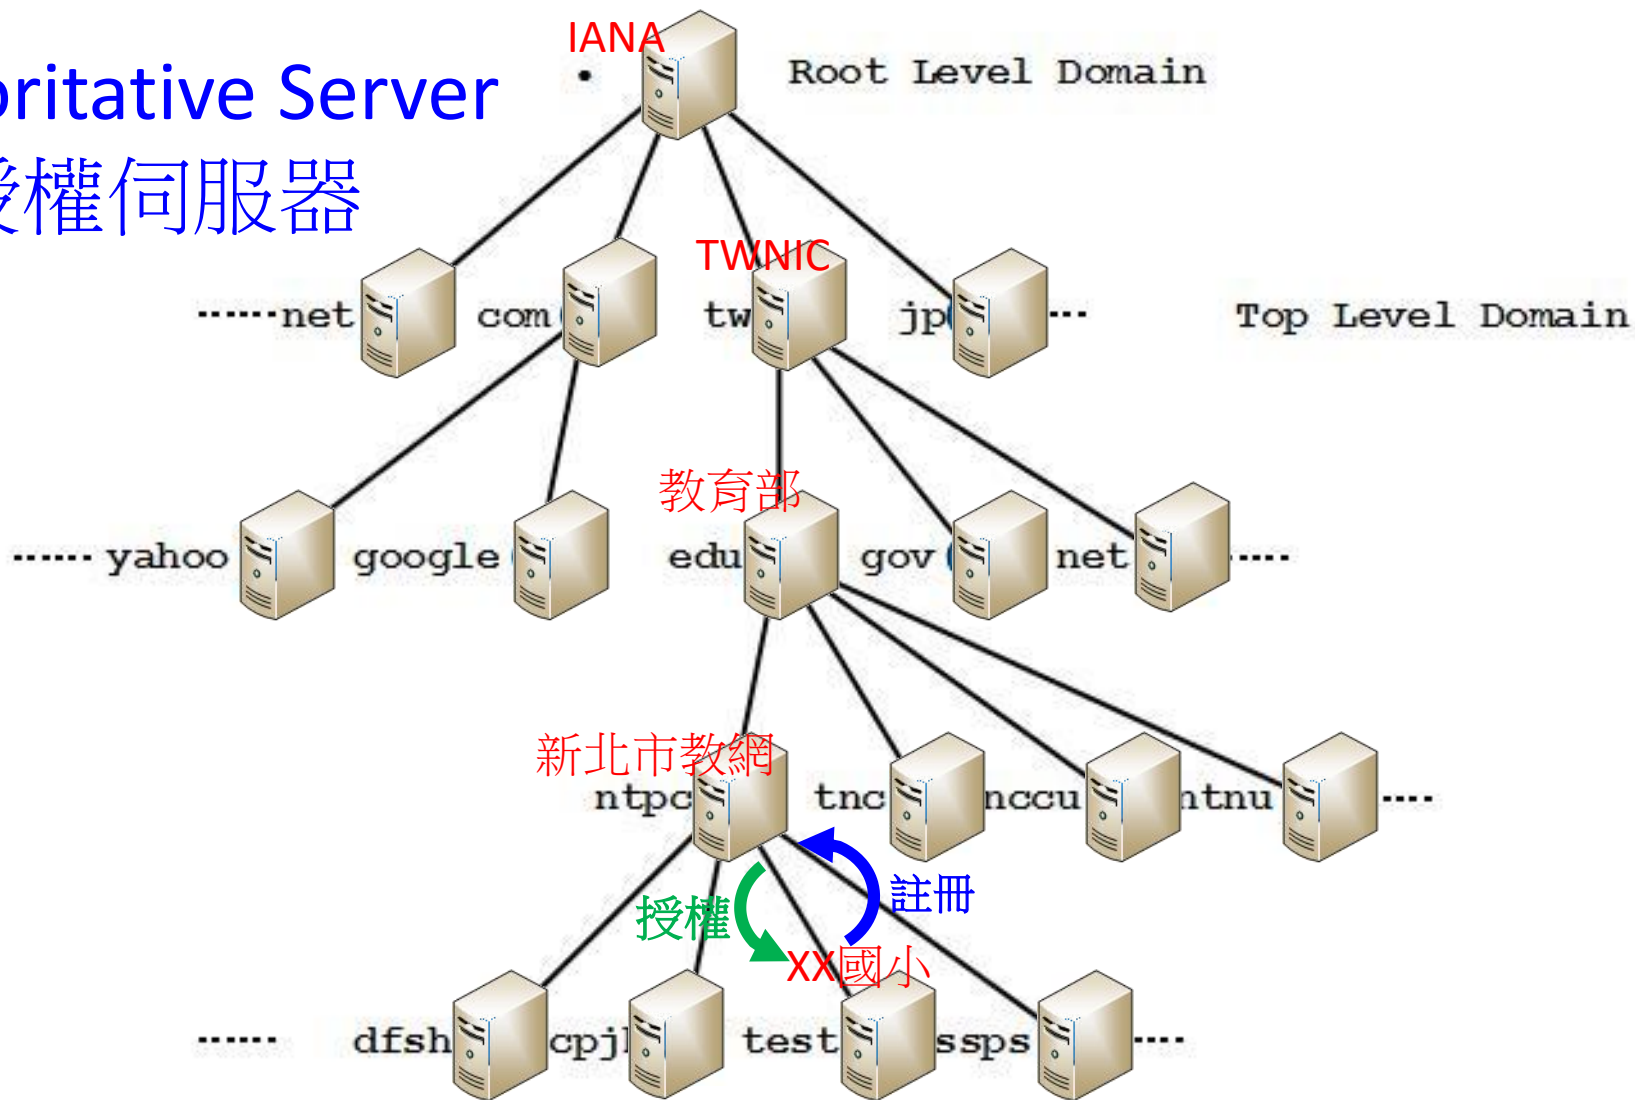 IANA
. Root Level Domain
oritative Server
授權伺服器
TWNIC
······net com tw jp ··· Top Level Domain
教育部
······ yahoo google edu gov net ·····
新北市教網
ntpc tnc nccu ntnu ····
授權 註冊
XX國小
······ dfsh cpj test ssps ····